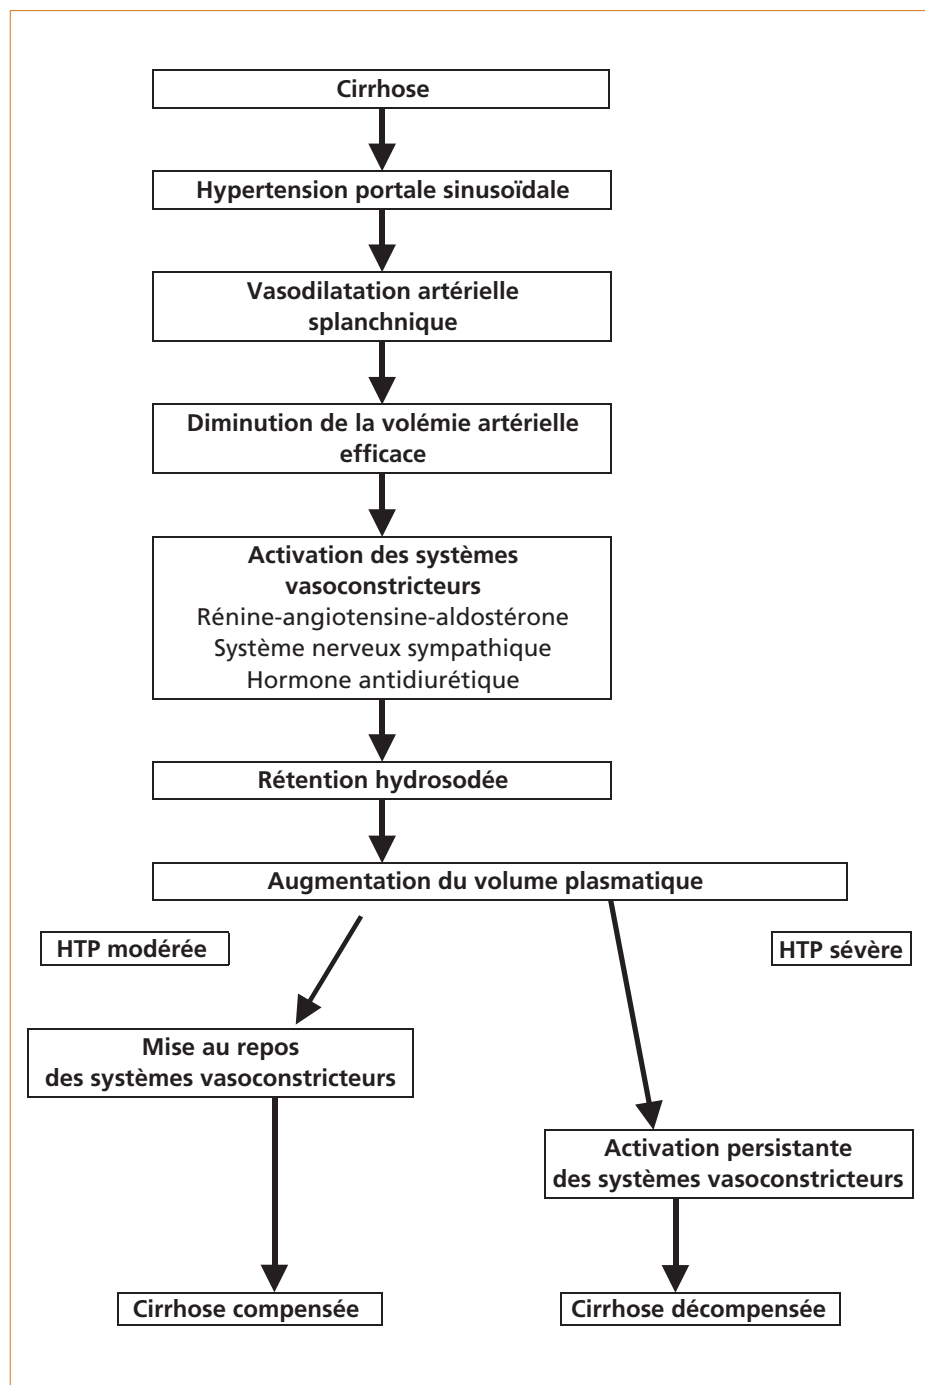 Cirrhose
Hypertension portale sinusoïdale
Vasodilatation artérielle
splanchnique
Diminution de la volémie artérielle
efficace
Activation des systèmes
vasoconstricteurs
Rénine-angiotensine-aldostérone
Système nerveux sympathique
Hormone antidiurétique
Rétention hydrosodée
Augmentation du volume plasmatique
HTP modérée
HTP sévère
Mise au repos
des systèmes vasoconstricteurs
Activation persistante
des systèmes vasoconstricteurs
Cirrhose compensée
Cirrhose décompensée